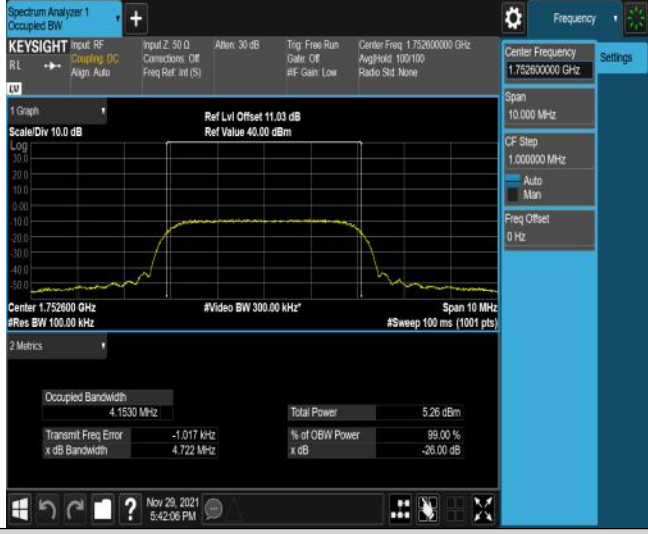 Spectrum Analyzer 1
Occupied BW
+
Frequency
KEYSIGHT Input: RF Input Z: 50 Ω Atten: 30 dB Trig: Free Run Center Freq: 1.752600000 GHz
RL Coupling: DC Corrections: Off Gate: Off Avg|Hold: 100/100
Align: Auto Freq Ref: Int (S) #IF Gain: Low Radio Std: None
LW
Center Frequency
1.752600000 GHz
Settings
Span
10.000 MHz
CF Step
1.000000 MHz
Auto
Man
Freq Offset
0 Hz
1 Graph
Ref Lvl Offset 11.03 dB
Scale/Div 10.0 dB Ref Value 40.00 dBm
Log
30.0
20.0
10.0
0.00
-10.0
-20.0
-30.0
-40.0
-50.0
Center 1.752600 GHz #Video BW 300.00 kHz* Span 10 MHz
#Res BW 100.00 kHz #Sweep 100 ms (1001 pts)
2 Metrics
Occupied Bandwidth
4.1530 MHz Total Power 5.26 dBm
Transmit Freq Error -1.017 kHz % of OBW Power 99.00 %
x dB Bandwidth 4.722 MHz x dB -26.00 dB
? Nov 29, 2021
5:42:06 PM